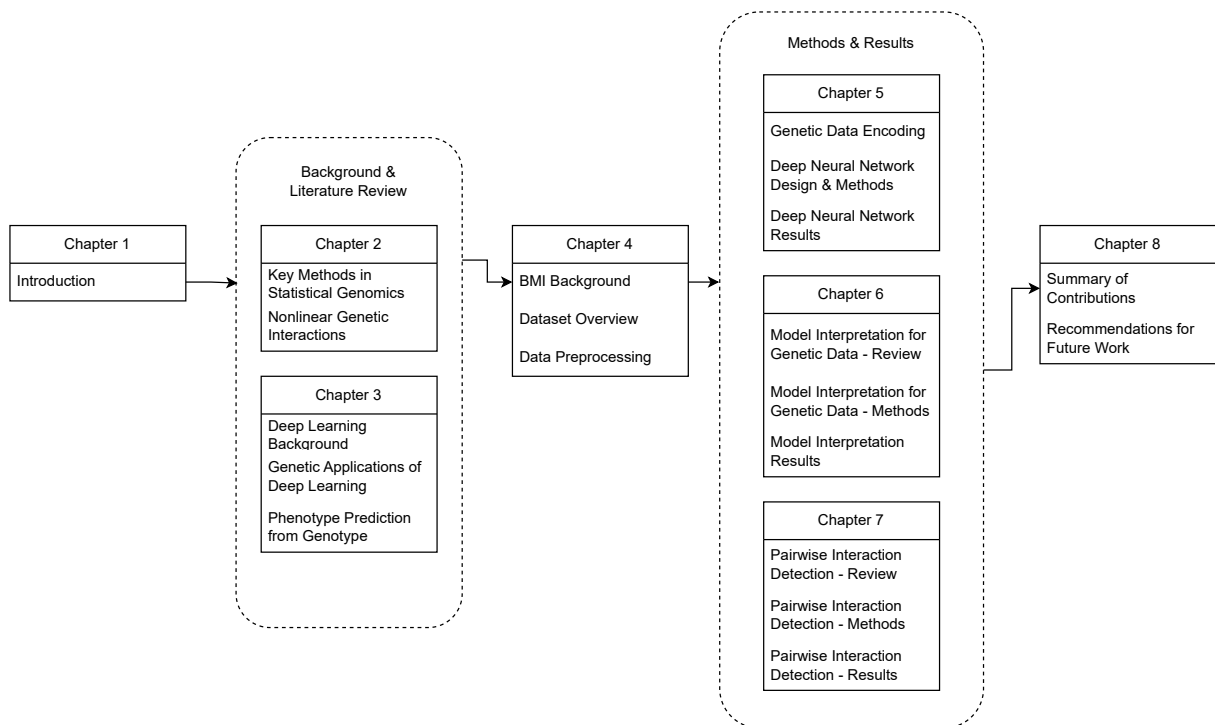 Chapter 1
Introduction
Background &
Literature Review
Chapter 2
Key Methods in
Statistical Genomics
Nonlinear Genetic
Interactions
Chapter 3
Deep Learning
Background
Genetic Applications of
Deep Learning
Phenotype Prediction
from Genotype
Chapter 4
BMI Background
Dataset Overview
Data Preprocessing
Methods & Results
Chapter 5
Genetic Data Encoding
Deep Neural Network
Design & Methods
Deep Neural Network
Results
Chapter 6
Model Interpretation for
Genetic Data - Review
Model Interpretation for
Genetic Data - Methods
Model Interpretation
Results
Chapter 7
Pairwise Interaction
Detection - Review
Pairwise Interaction
Detection - Methods
Pairwise Interaction
Detection - Results
Chapter 8
Summary of
Contributions
Recommendations for
Future Work